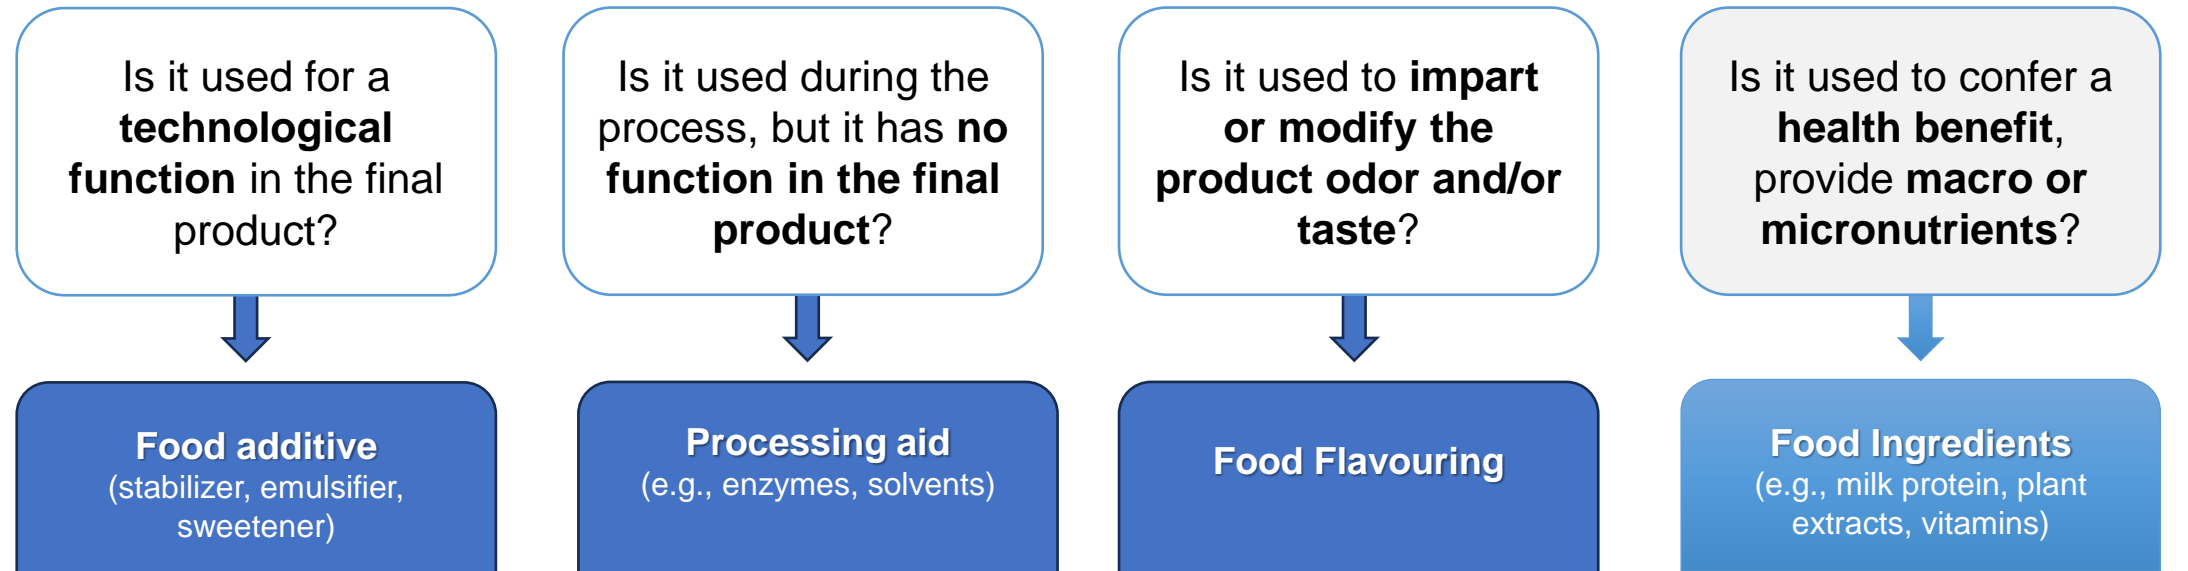 Is it used for a
technological
function in the final
product?
Is it used during the
process, but it has no
function in the final
product?
Is it used to impart
or modify the
product odor and/or
taste?
Is it used to confer a
health benefit,
provide macro or
micronutrients?
Food additive
(stabilizer, emulsifier,
sweetener)
Processing aid
(e.g., enzymes, solvents)
Food Flavouring
Food Ingredients
(e.g., milk protein, plant
extracts, vitamins)